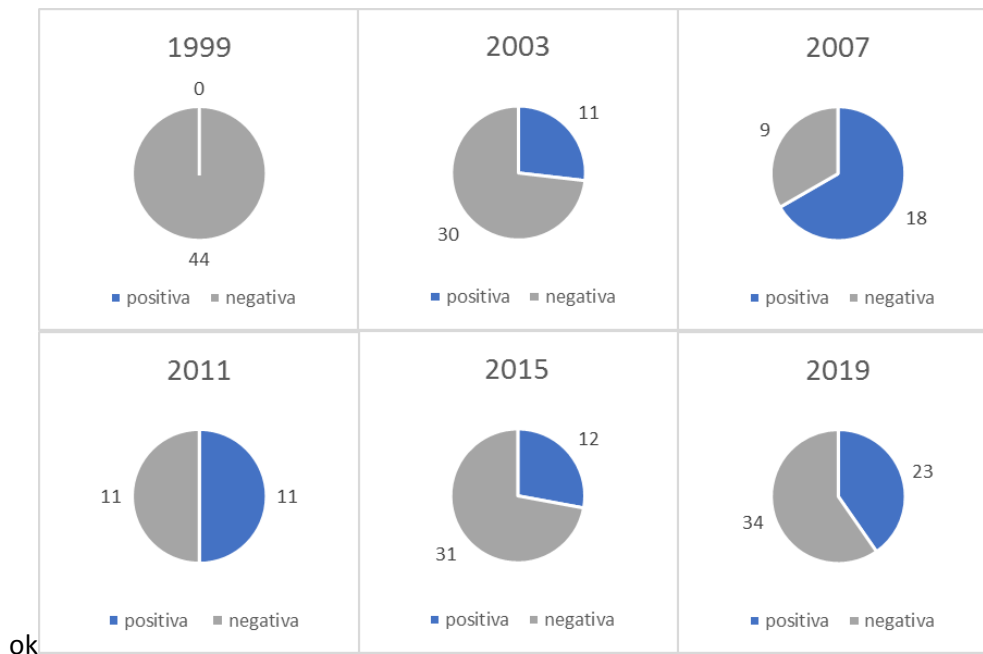 1999
0
44
positiva negativa
2003
11
30
positiva negativa
2007
9
18
positiva negativa
2011
11
11
positiva negativa
2015
12
31
positiva negativa
2019
23
34
positiva negativa
ok